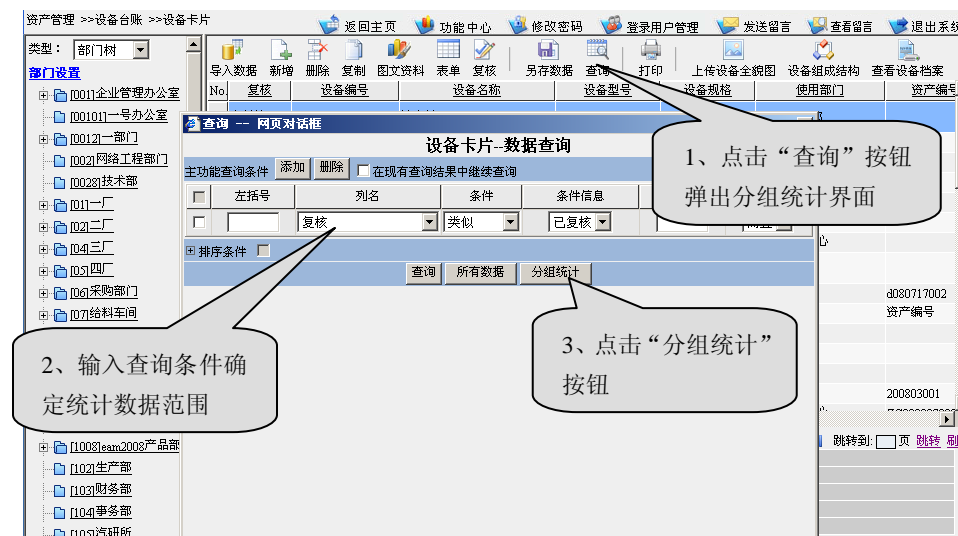 资产管理 >>设备台账 >>设备卡片
返回主页 功能中心 修改密码 登录用户管理 发送留言 查看留言 退出系统
类型： 部门树
导入数据 新增 删除 复制 图文资料 表单 复核 另存数据 查询 打印 上传设备全貌图 设备组成结构 查看设备档案
部门设置
No. 复核 设备编号 设备名称 设备型号 设备规格 使用部门 资产编号
[001]企业管理办公室
[00101]一号办公室
[0012]一部门
[002]网络工程部门
[0028]技术部
[01]一厂
[02]二厂
[04]三厂
[05]四厂
[06]采购部门
[07]给料车间
[1008]eam2008产品部
[102]生产部
[103]财务部
[104]事务部
[105]汽研所
查询 -- 网页对话框
设备卡片--数据查询
主功能查询条件 添加 删除 在现有查询结果中继续查询
左括号 列名 条件 条件信息
复核 类似 已复核
排序条件
查询 所有数据 分组统计
1、点击“查询”按钮
弹出分组统计界面
2、输入查询条件确
定统计数据范围
3、点击“分组统计”
按钮
心
d080717002
资产编号
200803001
跳转到: 页 跳转 刷